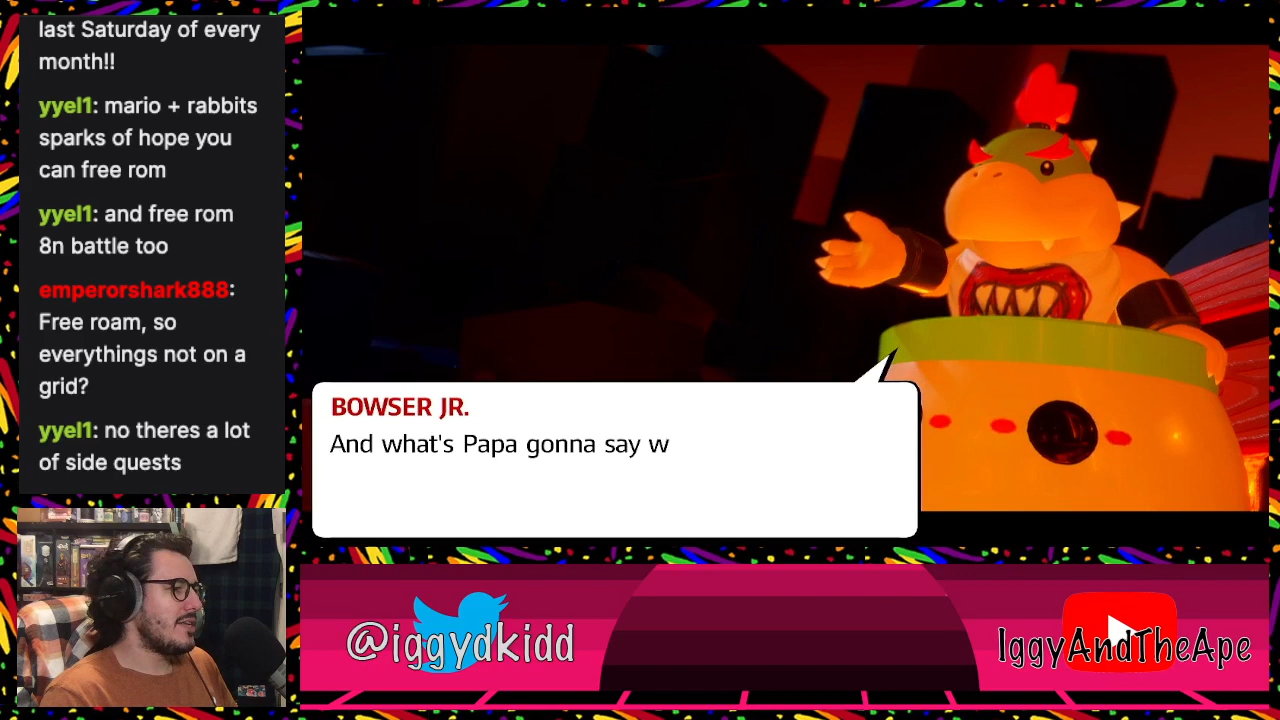 last Saturday of every
month!!
yyel1: mario + rabbits
sparks of hope you
can free rom
yyel1: and free rom
8n battle too
emperorshark888:
Free roam, so
everythings not on a
grid?
yyel1: no theres a lot
of side quests
BOWSER JR.
And what's Papa gonna say w
@iggydkidd
IggyAndTheApe